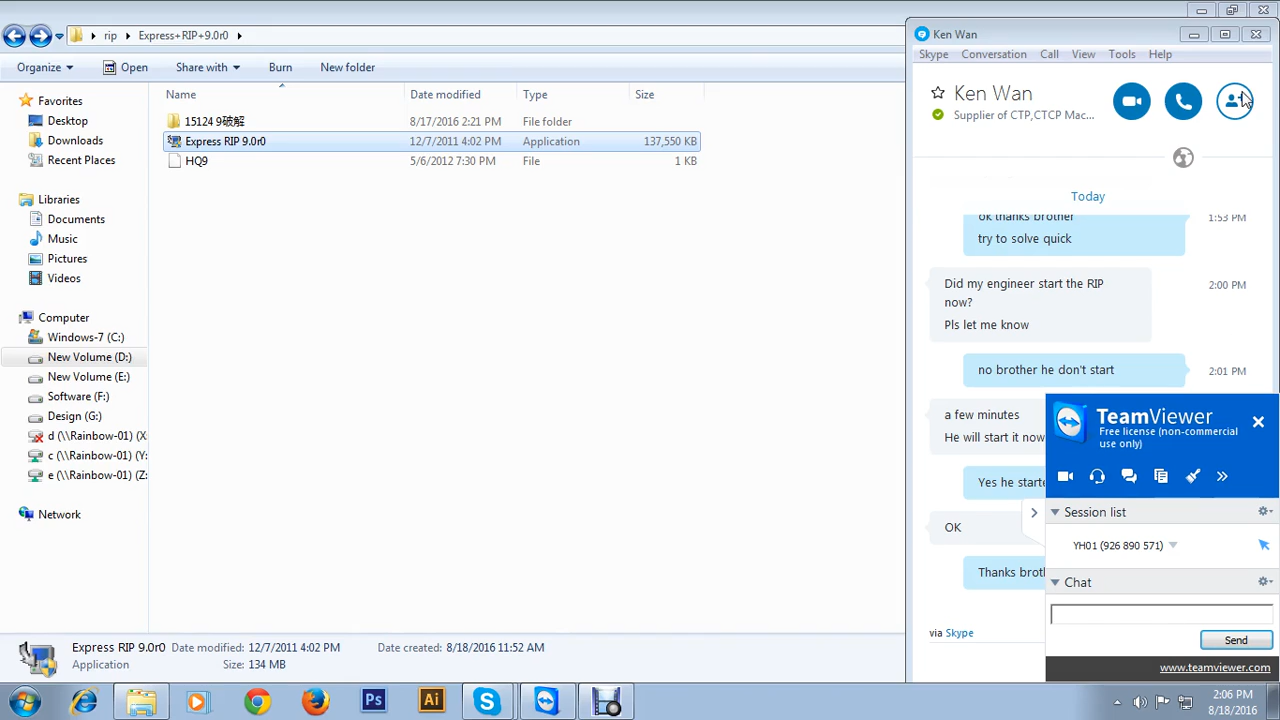 rip
Express+RIP+9.0r0
Organize
Open
Share with
Burn
New folder
Name
Date modified
Type
Size
Favorites
Desktop
Downloads
Recent Places
Libraries
Documents
Music
Pictures
Videos
Computer
Windows-7 (C:)
New Volume (D:)
New Volume (E:)
Software (F:)
Design (G:)
d (\\Rainbow-01) (X
c (\\Rainbow-01) (Y:
e (\\Rainbow-01) (Z:
Network
15124 9破解 8/17/2016 2:21 PM File folder
Express RIP 9.0r0 12/7/2011 4:02 PM Application 137,550 KB
HQ9 5/6/2012 7:30 PM File 1 KB
Express RIP 9.0r0 Date modified: 12/7/2011 4:02 PM Date created: 8/18/2016 11:52 AM
Application Size: 134 MB
Ken Wan
Skype Conversation Call View Tools Help
Ken Wan
Supplier of CTP,CTCP Mac...
Today
ok thanks brother 1:53 PM
try to solve quick
Did my engineer start the RIP 2:00 PM
now?
Pls let me know
no brother he don't start 2:01 PM
a few minutes
He will start it now
Yes he starte
OK
Thanks brot
via Skype
TeamViewer
Free license (non-commercial
use only)
Session list
YH01 (926 890 571)
Chat
Send
www.teamviewer.com
Ps
Ai
2:06 PM
8/18/2016